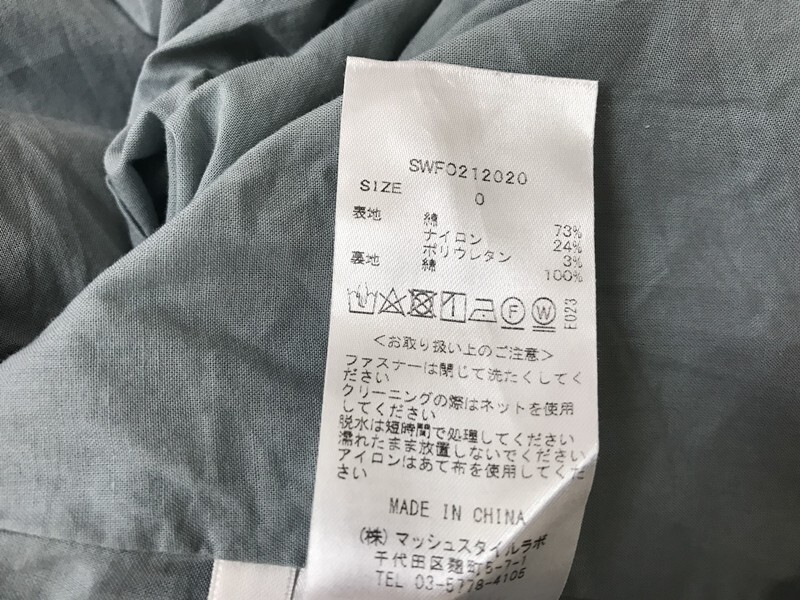 SWFO212020
SIZE 0
表地 綿 73%
ナイロン 24%
ポリウレタン 3%
裏地 綿 100%
F W E023
<お取り扱い上のご注意>
ファスナーは閉じて洗たくしてく
ださい
クリーニングの際はネットを使用
してください
脱水は短時間で処理してください
濡れたまま放置しないでください
アイロンはあて布を使用してくだ
さい
MADE IN CHINA
(株) マッシュスタイルラボ
千代田区麹町5-7-1
TEL 03-5778-4105